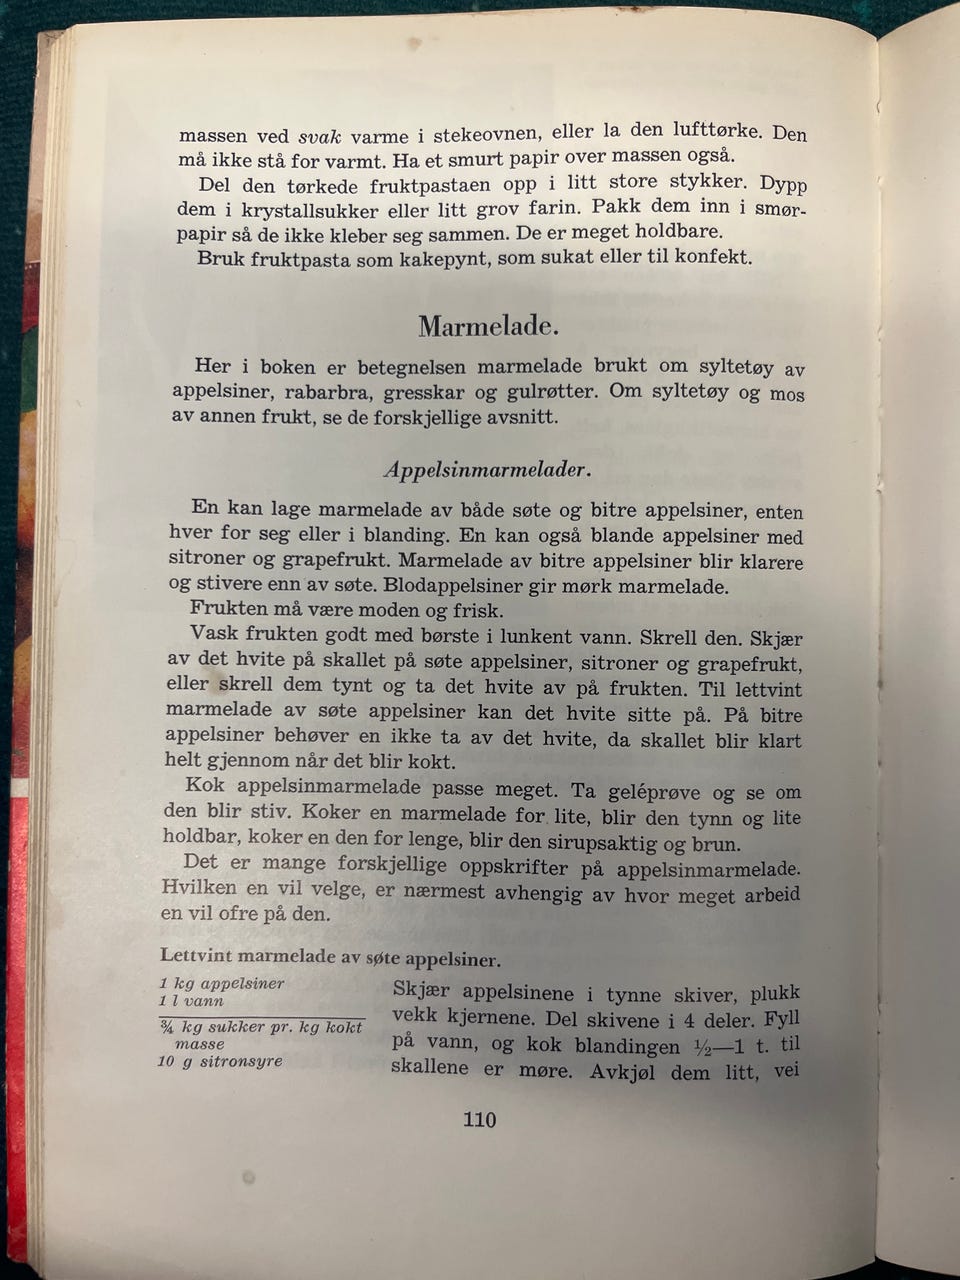 massen ved svak varme i stekeovnen, eller la den lufttørke. Den
må ikke stå for varmt. Ha et smurt papir over massen også.
Del den tørkede fruktpastaen opp i litt store stykker. Dypp
dem i krystallsukker eller litt grov farin. Pakk dem inn i smør-
papir så de ikke kleber seg sammen. De er meget holdbare.
Bruk fruktpasta som kakepynt, som sukat eller til konfekt.
Marmelade.
Her i boken er betegnelsen marmelade brukt om syltetøy av
appelsiner, rabarbra, gresskar og gulrøtter. Om syltetøy og mos
av annen frukt, se de forskjellige avsnitt.
Appelsinmarmelader.
En kan lage marmelade av både søte og bitre appelsiner, enten
hver for seg eller i blanding. En kan også blande appelsiner med
sitroner og grapefrukt. Marmelade av bitre appelsiner blir klarere
og stivere enn av søte. Blodappelsiner gir mørk marmelade.
Frukten må være moden og frisk.
Vask frukten godt med børste i lunkent vann. Skrell den. Skjær
av det hvite på skallet på søte appelsiner, sitroner og grapefrukt,
eller skrell dem tynt og ta det hvite av på frukten. Til lettvint
marmelade av søte appelsiner kan det hvite sitte på. På bitre
appelsiner behøver en ikke ta av det hvite, da skallet blir klart
helt gjennom når det blir kokt.
Kok appelsinmarmelade passe meget. Ta geléprøve og se om
den blir stiv. Koker en marmelade for lite, blir den tynn og lite
holdbar, koker en den for lenge, blir den sirupsaktig og brun.
Det er mange forskjellige oppskrifter på appelsinmarmelade.
Hvilken en vil velge, er nærmest avhengig av hvor meget arbeid
en vil ofre på den.
Lettvint marmelade av søte appelsiner.
1 kg appelsiner
1 l vann
¾ kg sukker pr. kg kokt
masse
10 g sitronsyre
Skjær appelsinene i tynne skiver, plukk
vekk kjernene. Del skivene i 4 deler. Fyll
på vann, og kok blandingen ½—1 t. til
skallene er møre. Avkjøl dem litt, vei
110